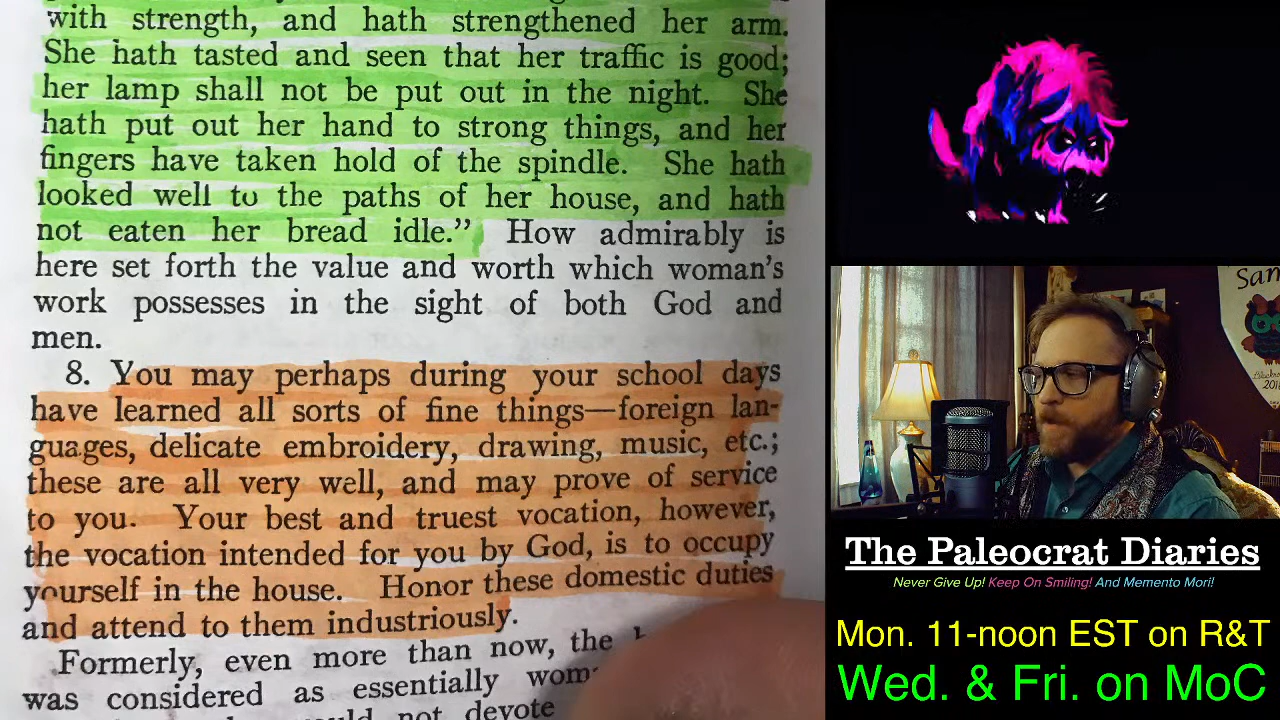 with strength, and hath strengthened her arm.
She hath tasted and seen that her traffic is good;
her lamp shall not be put out in the night. She
hath put out her hand to strong things, and her
fingers have taken hold of the spindle. She hath
looked well to the paths of her house, and hath
not eaten her bread idle.” How admirably is
here set forth the value and worth which woman’s
work possesses in the sight of both God and
men.
8. You may perhaps during your school days
have learned all sorts of fine things—foreign lan-
guages, delicate embroidery, drawing, music, etc.;
these are all very well, and may prove of service
to you. Your best and truest vocation, however,
the vocation intended for you by God, is to occupy
yourself in the house. Honor these domestic duties
and attend to them industriously.
Formerly, even more than now, the
was considered as essentially
not devote
San
The Paleocrat Diaries
Never Give Up! Keep On Smiling! And Memento Mori!
Mon. 11-noon EST on R&T
Wed. & Fri. on MoC